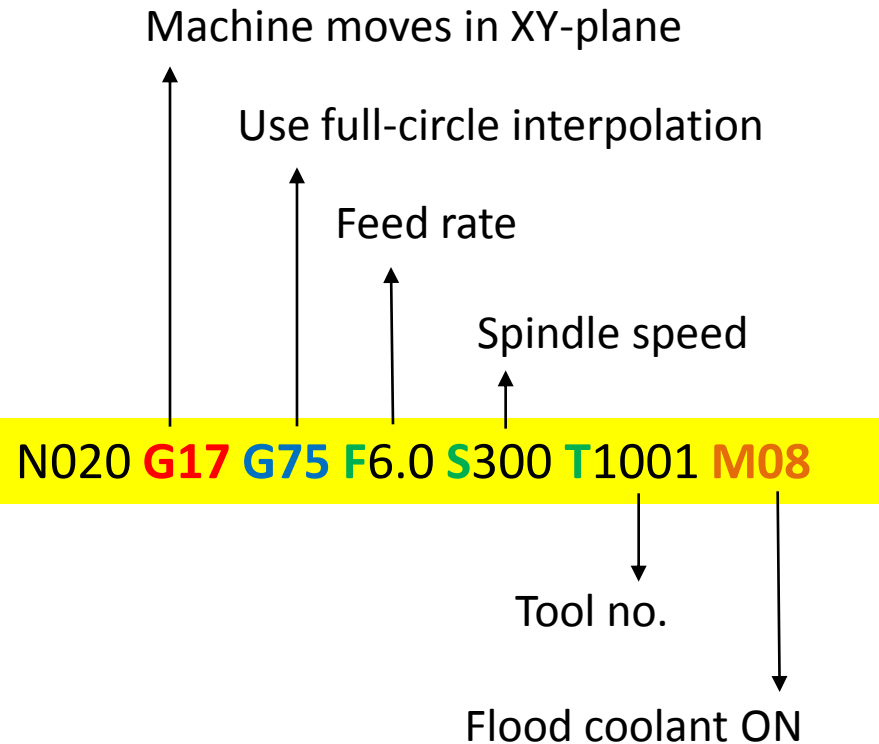 Machine moves in XY-plane
Use full-circle interpolation
Feed rate
Spindle speed
N020 G17 G75 F6.0 S300 T1001 M08
Tool no.
Flood coolant ON